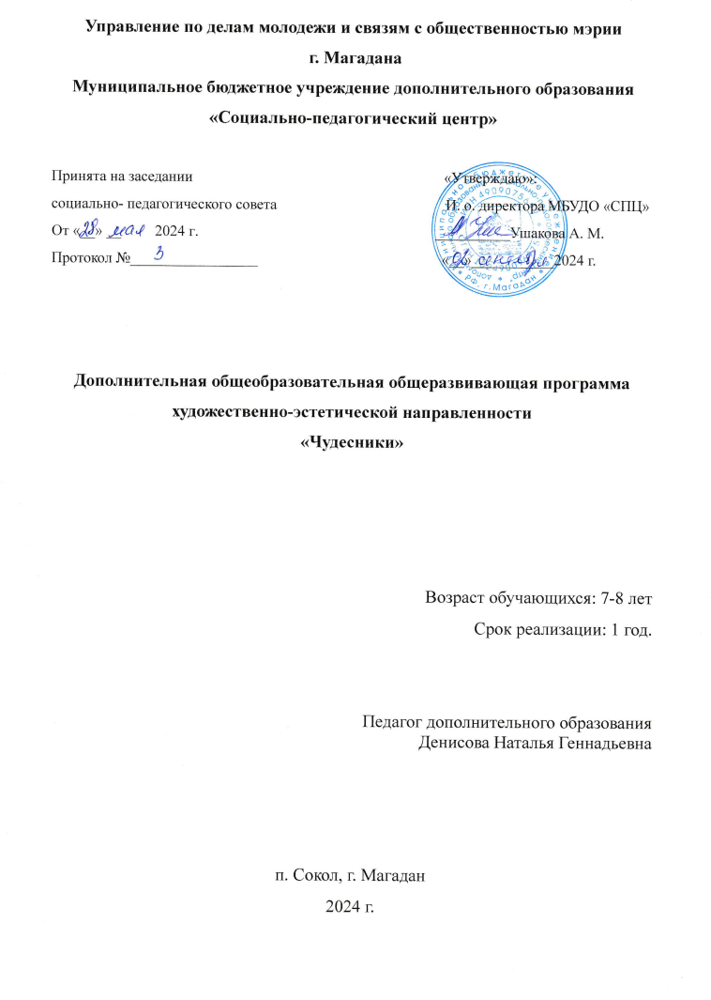 Управление по делам молодежи и связям с общественностью мэрии
г. Магадана
Муниципальное бюджетное учреждение дополнительного образования
«Социально-педагогический центр»
Принята на заседании
социально- педагогического совета
От «28» мая 2024 г.
Протокол № 3
«Утверждаю»:
И. о. директора МБУДО «СПЦ»
Ушакова А. М.
«02» сентября 2024 г.
РФ, г. Магадан
Дополнительная общеобразовательная общеразвивающая программа
художественно-эстетической направленности
«Чудесники»
Возраст обучающихся: 7-8 лет
Срок реализации: 1 год.
Педагог дополнительного образования
Денисова Наталья Геннадьевна
п. Сокол, г. Магадан
2024 г.